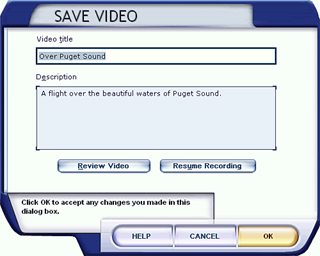 SAVE VIDEO
Video title
Over Puget Sound
Description
A flight over the beautiful waters of Puget Sound.
Review Video
Resume Recording
Click OK to accept any changes you made in this
dialog box.
HELP
CANCEL
OK